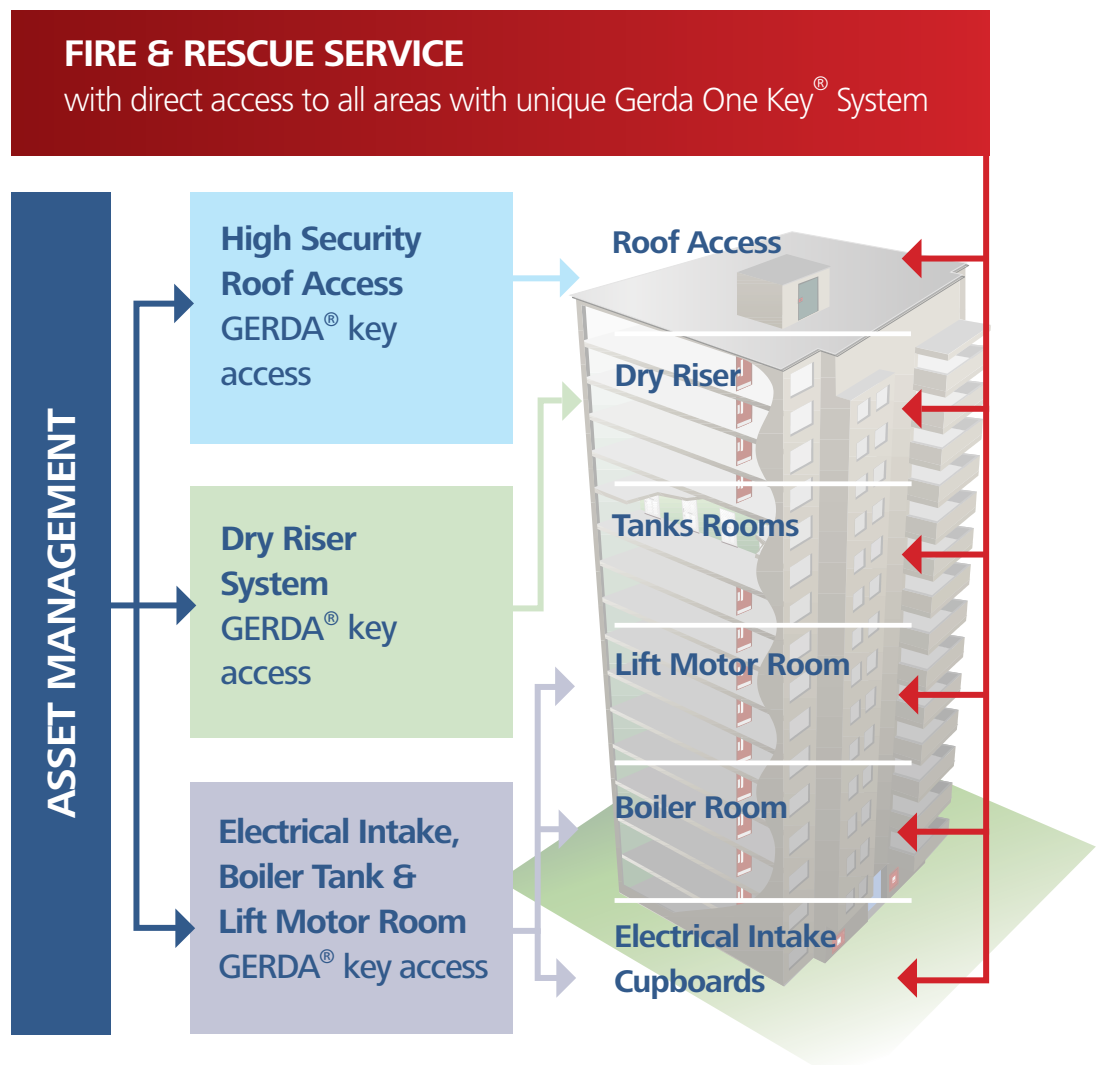 FIRE & RESCUE SERVICE
with direct access to all areas with unique Gerda One Key® System
ASSET MANAGEMENT
High Security
Roof Access
GERDA® key
access
Dry Riser
System
GERDA® key
access
Electrical Intake,
Boiler Tank &
Lift Motor Room
GERDA® key access
Roof Access
Dry Riser
Tanks Rooms
Lift Motor Room
Boiler Room
Electrical Intake
Cupboards